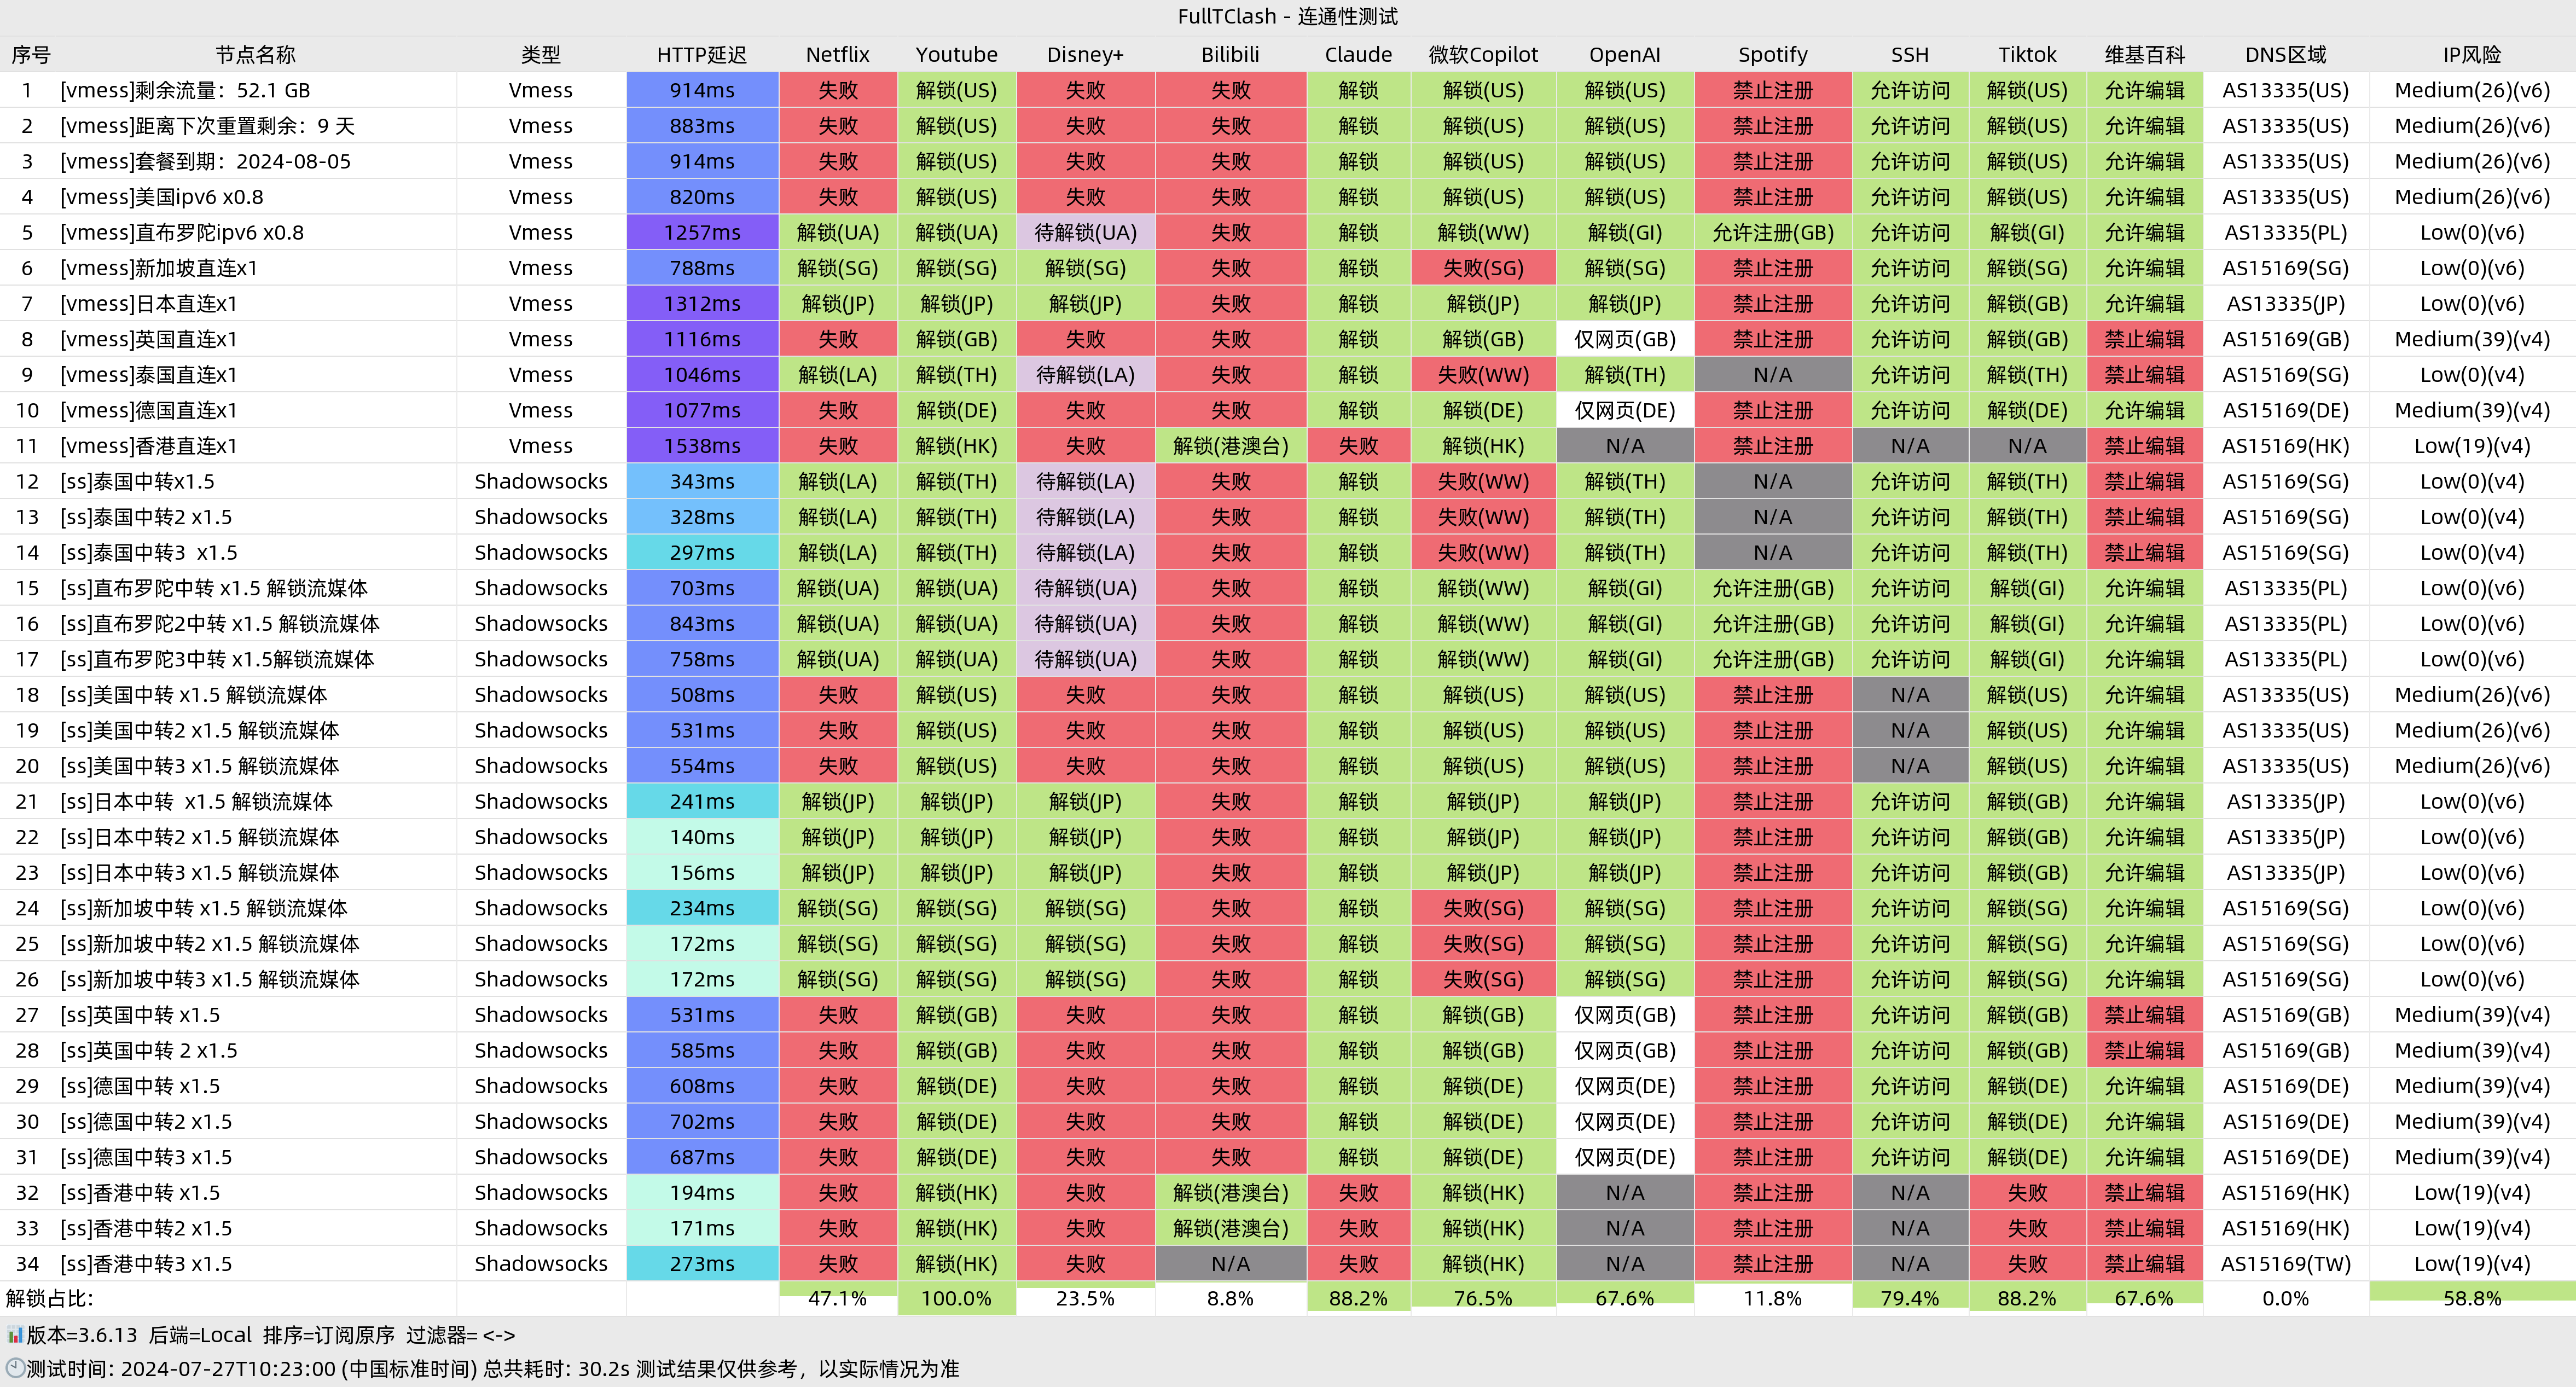 FullTClash - 连通性测试
序号 节点名称 类型 HTTP延迟 Netflix Youtube Disney+ Bilibili Claude 微软Copilot OpenAI Spotify SSH Tiktok 维基百科 DNS区域 IP风险
1 [vmess]剩余流量：52.1 GB Vmess 914ms 失败 解锁(US) 失败 失败 解锁 解锁(US) 解锁(US) 禁止注册 允许访问 解锁(US) 允许编辑 AS13335(US) Medium(26)(v6)
2 [vmess]距离下次重置剩余：9 天 Vmess 883ms 失败 解锁(US) 失败 失败 解锁 解锁(US) 解锁(US) 禁止注册 允许访问 解锁(US) 允许编辑 AS13335(US) Medium(26)(v6)
3 [vmess]套餐到期：2024-08-05 Vmess 914ms 失败 解锁(US) 失败 失败 解锁 解锁(US) 解锁(US) 禁止注册 允许访问 解锁(US) 允许编辑 AS13335(US) Medium(26)(v6)
4 [vmess]美国ipv6 x0.8 Vmess 820ms 失败 解锁(US) 失败 失败 解锁 解锁(US) 解锁(US) 禁止注册 允许访问 解锁(US) 允许编辑 AS13335(US) Medium(26)(v6)
5 [vmess]直布罗陀ipv6 x0.8 Vmess 1257ms 解锁(UA) 解锁(UA) 待解锁(UA) 失败 解锁 解锁(WW) 解锁(GI) 允许注册(GB) 允许访问 解锁(GI) 允许编辑 AS13335(PL) Low(0)(v6)
6 [vmess]新加坡直连x1 Vmess 788ms 解锁(SG) 解锁(SG) 解锁(SG) 失败 解锁 失败(SG) 解锁(SG) 禁止注册 允许访问 解锁(SG) 允许编辑 AS15169(SG) Low(0)(v6)
7 [vmess]日本直连x1 Vmess 1312ms 解锁(JP) 解锁(JP) 解锁(JP) 失败 解锁 解锁(JP) 解锁(JP) 禁止注册 允许访问 解锁(GB) 允许编辑 AS13335(JP) Low(0)(v6)
8 [vmess]英国直连x1 Vmess 1116ms 失败 解锁(GB) 失败 失败 解锁 解锁(GB) 仅网页(GB) 禁止注册 允许访问 解锁(GB) 禁止编辑 AS15169(GB) Medium(39)(v4)
9 [vmess]泰国直连x1 Vmess 1046ms 解锁(LA) 解锁(TH) 待解锁(LA) 失败 解锁 失败(WW) 解锁(TH) N/A 允许访问 解锁(TH) 禁止编辑 AS15169(SG) Low(0)(v4)
10 [vmess]德国直连x1 Vmess 1077ms 失败 解锁(DE) 失败 失败 解锁 解锁(DE) 仅网页(DE) 禁止注册 允许访问 解锁(DE) 允许编辑 AS15169(DE) Medium(39)(v4)
11 [vmess]香港直连x1 Vmess 1538ms 失败 解锁(HK) 失败 解锁(港澳台) 失败 解锁(HK) N/A 禁止注册 N/A N/A 禁止编辑 AS15169(HK) Low(19)(v4)
12 [ss]泰国中转x1.5 Shadowsocks 343ms 解锁(LA) 解锁(TH) 待解锁(LA) 失败 解锁 失败(WW) 解锁(TH) N/A 允许访问 解锁(TH) 禁止编辑 AS15169(SG) Low(0)(v4)
13 [ss]泰国中转2 x1.5 Shadowsocks 328ms 解锁(LA) 解锁(TH) 待解锁(LA) 失败 解锁 失败(WW) 解锁(TH) N/A 允许访问 解锁(TH) 禁止编辑 AS15169(SG) Low(0)(v4)
14 [ss]泰国中转3 x1.5 Shadowsocks 297ms 解锁(LA) 解锁(TH) 待解锁(LA) 失败 解锁 失败(WW) 解锁(TH) N/A 允许访问 解锁(TH) 禁止编辑 AS15169(SG) Low(0)(v4)
15 [ss]直布罗陀中转 x1.5 解锁流媒体 Shadowsocks 703ms 解锁(UA) 解锁(UA) 待解锁(UA) 失败 解锁 解锁(WW) 解锁(GI) 允许注册(GB) 允许访问 解锁(GI) 允许编辑 AS13335(PL) Low(0)(v6)
16 [ss]直布罗陀2中转 x1.5 解锁流媒体 Shadowsocks 843ms 解锁(UA) 解锁(UA) 待解锁(UA) 失败 解锁 解锁(WW) 解锁(GI) 允许注册(GB) 允许访问 解锁(GI) 允许编辑 AS13335(PL) Low(0)(v6)
17 [ss]直布罗陀3中转 x1.5解锁流媒体 Shadowsocks 758ms 解锁(UA) 解锁(UA) 待解锁(UA) 失败 解锁 解锁(WW) 解锁(GI) 允许注册(GB) 允许访问 解锁(GI) 允许编辑 AS13335(PL) Low(0)(v6)
18 [ss]美国中转 x1.5 解锁流媒体 Shadowsocks 508ms 失败 解锁(US) 失败 失败 解锁 解锁(US) 解锁(US) 禁止注册 N/A 解锁(US) 允许编辑 AS13335(US) Medium(26)(v6)
19 [ss]美国中转2 x1.5 解锁流媒体 Shadowsocks 531ms 失败 解锁(US) 失败 失败 解锁 解锁(US) 解锁(US) 禁止注册 N/A 解锁(US) 允许编辑 AS13335(US) Medium(26)(v6)
20 [ss]美国中转3 x1.5 解锁流媒体 Shadowsocks 554ms 失败 解锁(US) 失败 失败 解锁 解锁(US) 解锁(US) 禁止注册 N/A 解锁(US) 允许编辑 AS13335(US) Medium(26)(v6)
21 [ss]日本中转 x1.5 解锁流媒体 Shadowsocks 241ms 解锁(JP) 解锁(JP) 解锁(JP) 失败 解锁 解锁(JP) 解锁(JP) 禁止注册 允许访问 解锁(GB) 允许编辑 AS13335(JP) Low(0)(v6)
22 [ss]日本中转2 x1.5 解锁流媒体 Shadowsocks 140ms 解锁(JP) 解锁(JP) 解锁(JP) 失败 解锁 解锁(JP) 解锁(JP) 禁止注册 允许访问 解锁(GB) 允许编辑 AS13335(JP) Low(0)(v6)
23 [ss]日本中转3 x1.5 解锁流媒体 Shadowsocks 156ms 解锁(JP) 解锁(JP) 解锁(JP) 失败 解锁 解锁(JP) 解锁(JP) 禁止注册 允许访问 解锁(GB) 允许编辑 AS13335(JP) Low(0)(v6)
24 [ss]新加坡中转 x1.5 解锁流媒体 Shadowsocks 234ms 解锁(SG) 解锁(SG) 解锁(SG) 失败 解锁 失败(SG) 解锁(SG) 禁止注册 允许访问 解锁(SG) 允许编辑 AS15169(SG) Low(0)(v6)
25 [ss]新加坡中转2 x1.5 解锁流媒体 Shadowsocks 172ms 解锁(SG) 解锁(SG) 解锁(SG) 失败 解锁 失败(SG) 解锁(SG) 禁止注册 允许访问 解锁(SG) 允许编辑 AS15169(SG) Low(0)(v6)
26 [ss]新加坡中转3 x1.5 解锁流媒体 Shadowsocks 172ms 解锁(SG) 解锁(SG) 解锁(SG) 失败 解锁 失败(SG) 解锁(SG) 禁止注册 允许访问 解锁(SG) 允许编辑 AS15169(SG) Low(0)(v6)
27 [ss]英国中转 x1.5 Shadowsocks 531ms 失败 解锁(GB) 失败 失败 解锁 解锁(GB) 仅网页(GB) 禁止注册 允许访问 解锁(GB) 禁止编辑 AS15169(GB) Medium(39)(v4)
28 [ss]英国中转 2 x1.5 Shadowsocks 585ms 失败 解锁(GB) 失败 失败 解锁 解锁(GB) 仅网页(GB) 禁止注册 允许访问 解锁(GB) 禁止编辑 AS15169(GB) Medium(39)(v4)
29 [ss]德国中转 x1.5 Shadowsocks 608ms 失败 解锁(DE) 失败 失败 解锁 解锁(DE) 仅网页(DE) 禁止注册 允许访问 解锁(DE) 允许编辑 AS15169(DE) Medium(39)(v4)
30 [ss]德国中转2 x1.5 Shadowsocks 702ms 失败 解锁(DE) 失败 失败 解锁 解锁(DE) 仅网页(DE) 禁止注册 允许访问 解锁(DE) 允许编辑 AS15169(DE) Medium(39)(v4)
31 [ss]德国中转3 x1.5 Shadowsocks 687ms 失败 解锁(DE) 失败 失败 解锁 解锁(DE) 仅网页(DE) 禁止注册 允许访问 解锁(DE) 允许编辑 AS15169(DE) Medium(39)(v4)
32 [ss]香港中转 x1.5 Shadowsocks 194ms 失败 解锁(HK) 失败 解锁(港澳台) 失败 解锁(HK) N/A 禁止注册 N/A 失败 禁止编辑 AS15169(HK) Low(19)(v4)
33 [ss]香港中转2 x1.5 Shadowsocks 171ms 失败 解锁(HK) 失败 解锁(港澳台) 失败 解锁(HK) N/A 禁止注册 N/A 失败 禁止编辑 AS15169(HK) Low(19)(v4)
34 [ss]香港中转3 x1.5 Shadowsocks 273ms 失败 解锁(HK) 失败 N/A 失败 解锁(HK) N/A 禁止注册 N/A 失败 禁止编辑 AS15169(TW) Low(19)(v4)
解锁占比: 47.1% 100.0% 23.5% 8.8% 88.2% 76.5% 67.6% 11.8% 79.4% 88.2% 67.6% 0.0% 58.8%
📊版本=3.6.13 后端=Local 排序=订阅原序 过滤器= <->
🕙测试时间: 2024-07-27T10:23:00 (中国标准时间) 总共耗时: 30.2s 测试结果仅供参考，以实际情况为准